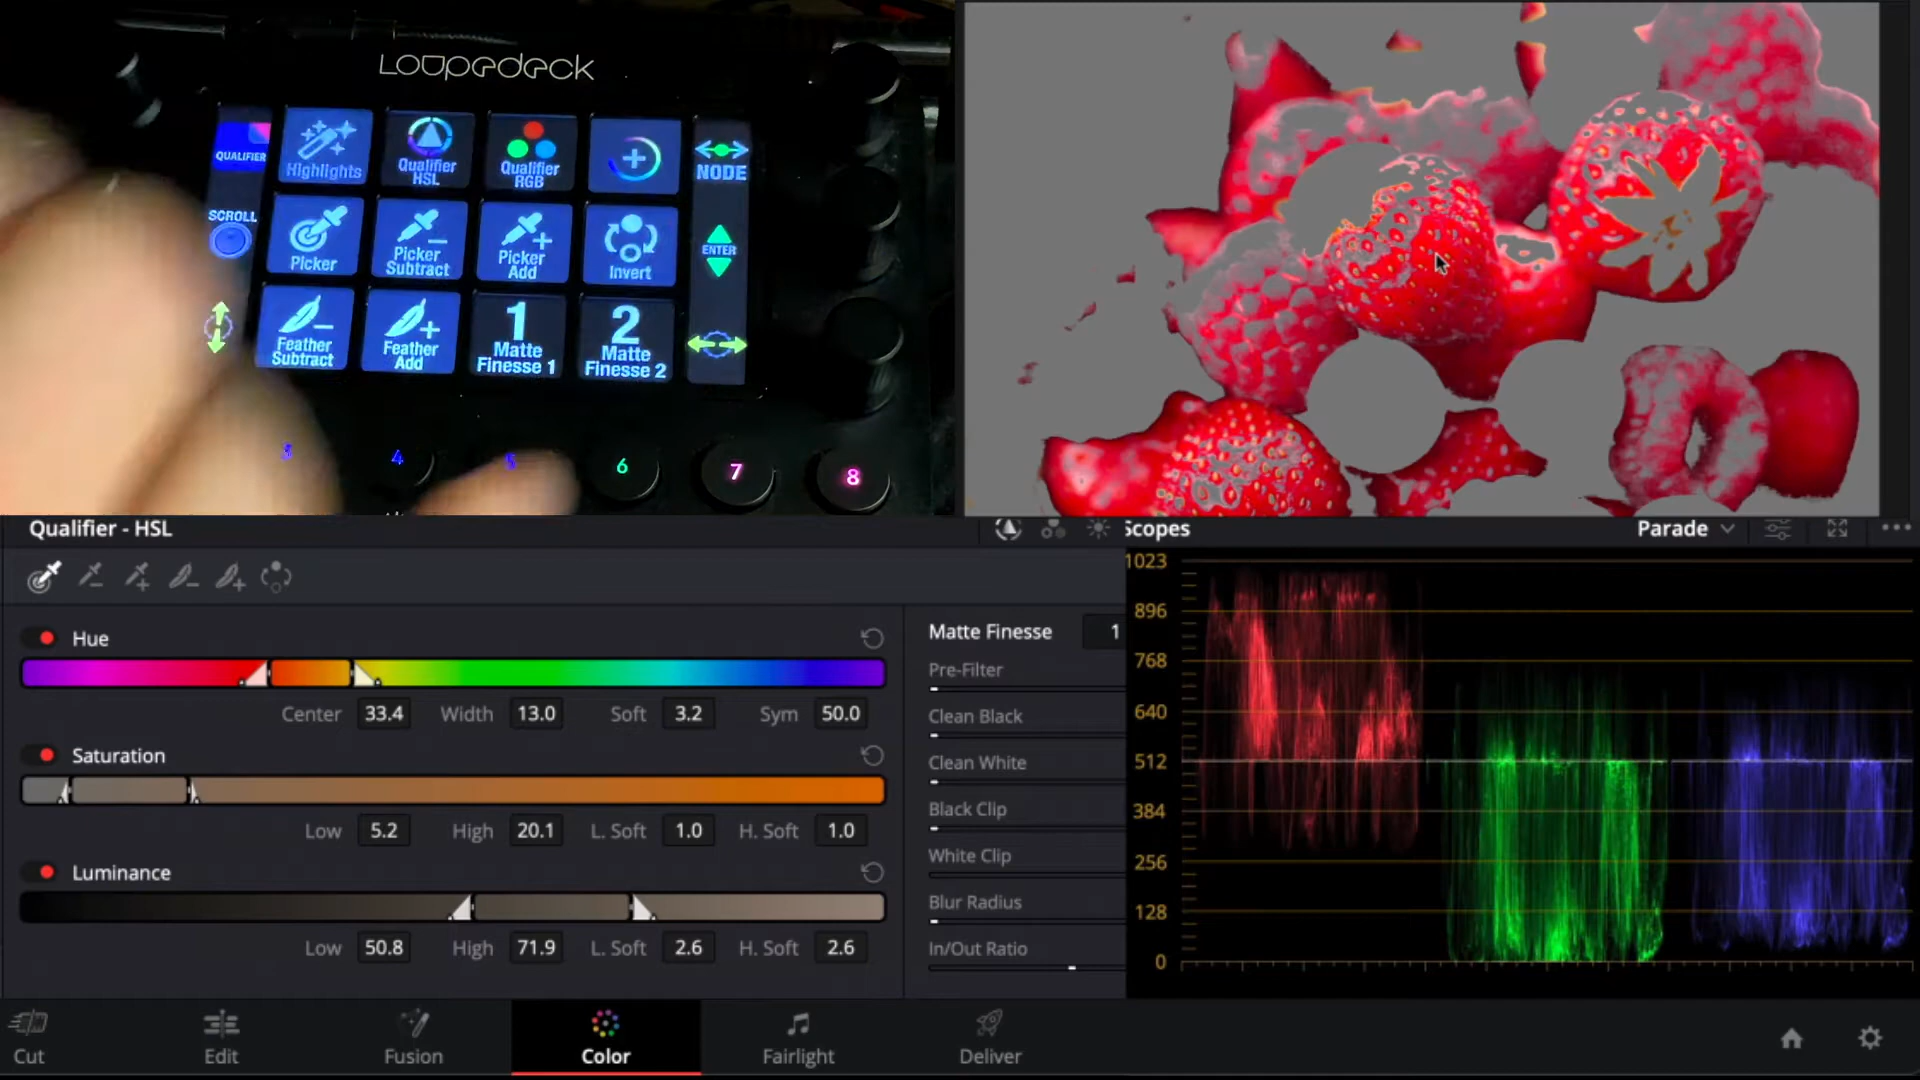 Loupedeck
QUALIFIER
Highlights
Qualifier
HSL
Qualifier
RGB
NODE
SCROLL
Picker
Picker
Subtract
Picker
Add
Invert
ENTER
Feather
Subtract
Feather
Add
1
Matte
Finesse 1
2
Matte
Finesse 2
3
4
5
6
7
8
Qualifier - HSL
Scopes
Parade
Hue
Center 33.4 Width 13.0 Soft 3.2 Sym 50.0
Saturation
Low 5.2 High 20.1 L. Soft 1.0 H. Soft 1.0
Luminance
Low 50.8 High 71.9 L. Soft 2.6 H. Soft 2.6
Matte Finesse 1
Pre-Filter
Clean Black
Clean White
Black Clip
White Clip
Blur Radius
In/Out Ratio
1023
896
768
640
512
384
256
128
0
Cut
Edit
Fusion
Color
Fairlight
Deliver